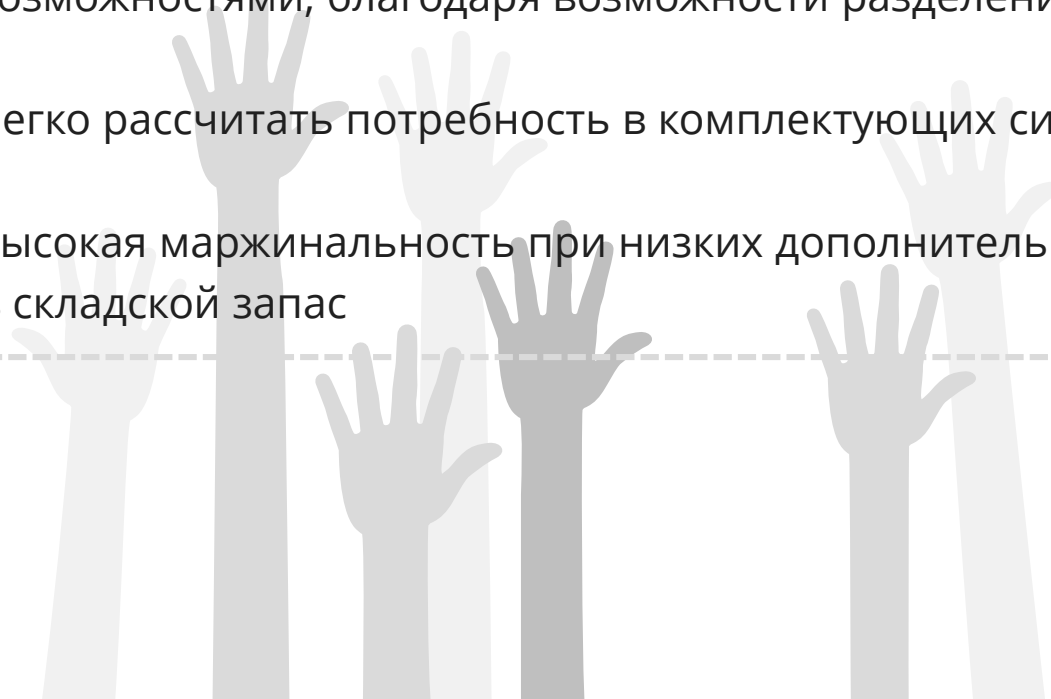 озможностями, благодаря возможности разделени
егко рассчитать потребность в комплектующих си
ысокая маржинальность при низких дополнитель
складской запас